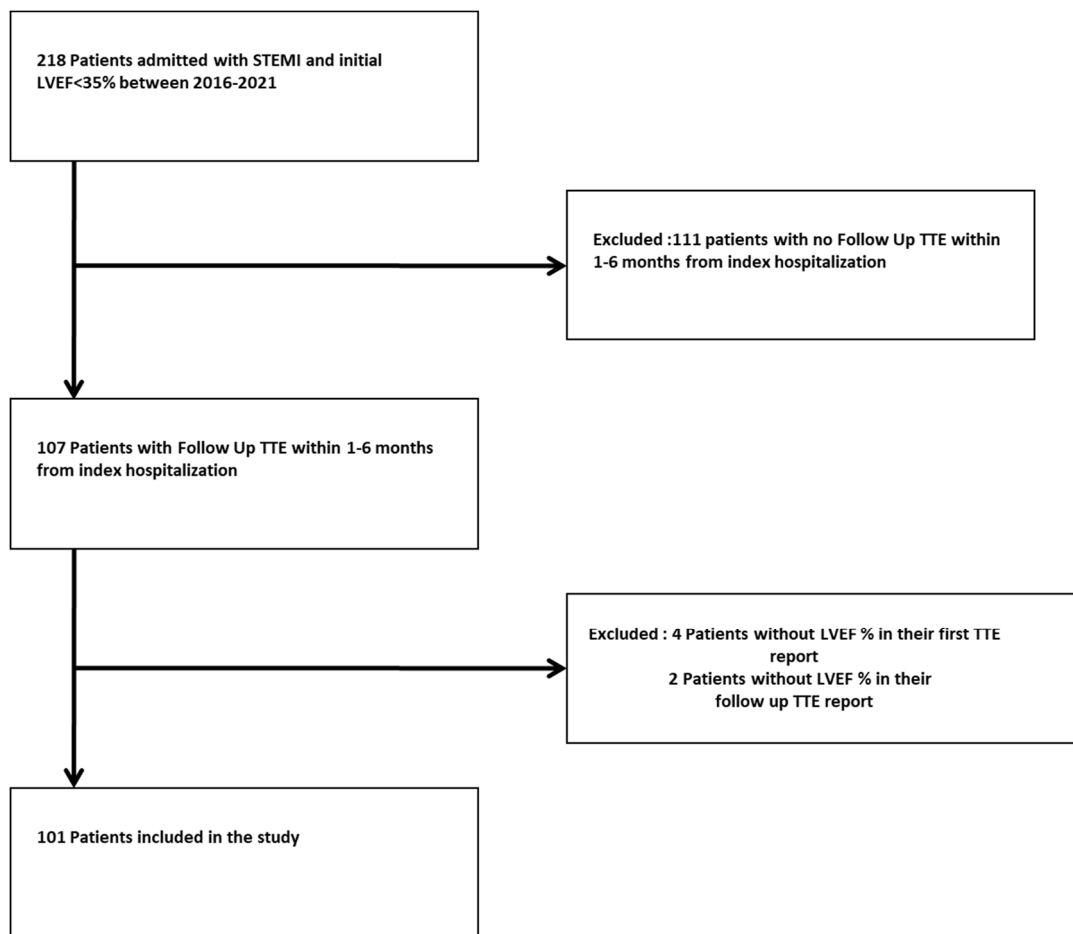 218 Patients admitted with STEMI and initial
LVEF<35% between 2016-2021
Excluded :111 patients with no Follow Up TTE within
1-6 months from index hospitalization
107 Patients with Follow Up TTE within 1-6 months
from index hospitalization
Excluded : 4 Patients without LVEF % in their first TTE
report
2 Patients without LVEF % in their
follow up TTE report
101 Patients included in the study